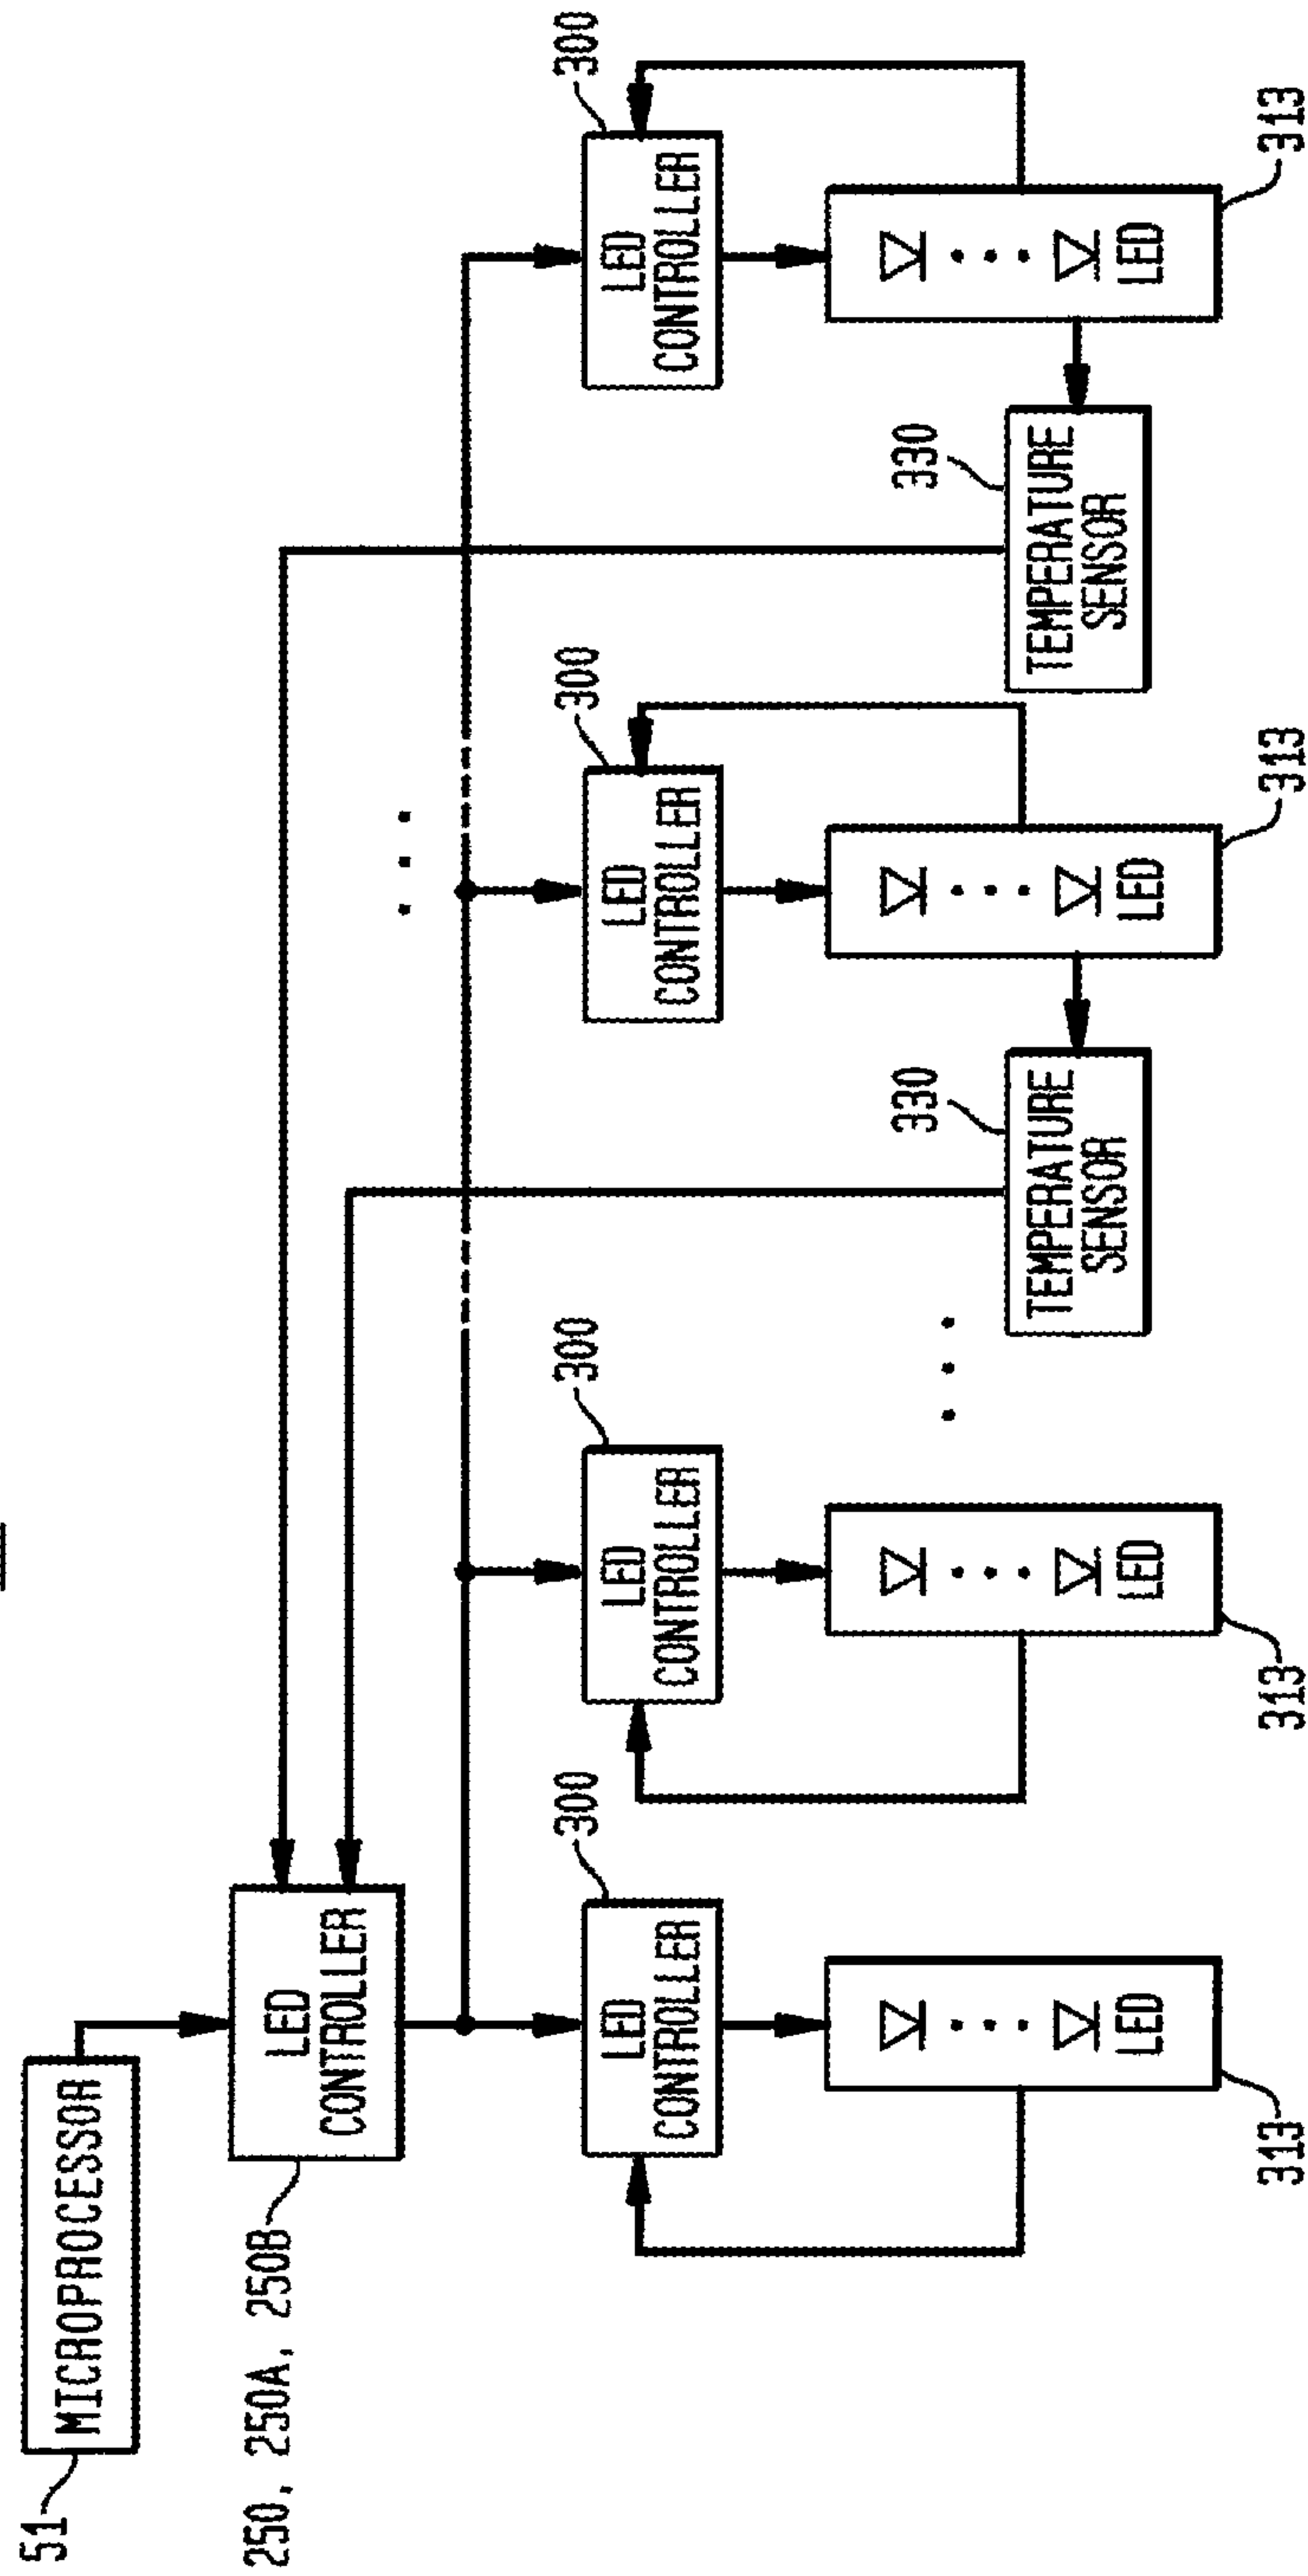 51
MICROPROCESSOR
250, 250A, 250B
LED
CONTROLLER
300
LED
CONTROLLER
300
LED
CONTROLLER
300
LED
CONTROLLER
300
LED
CONTROLLER
LED
313
LED
313
LED
313
LED
313
330
TEMPERATURE
SENSOR
330
TEMPERATURE
SENSOR